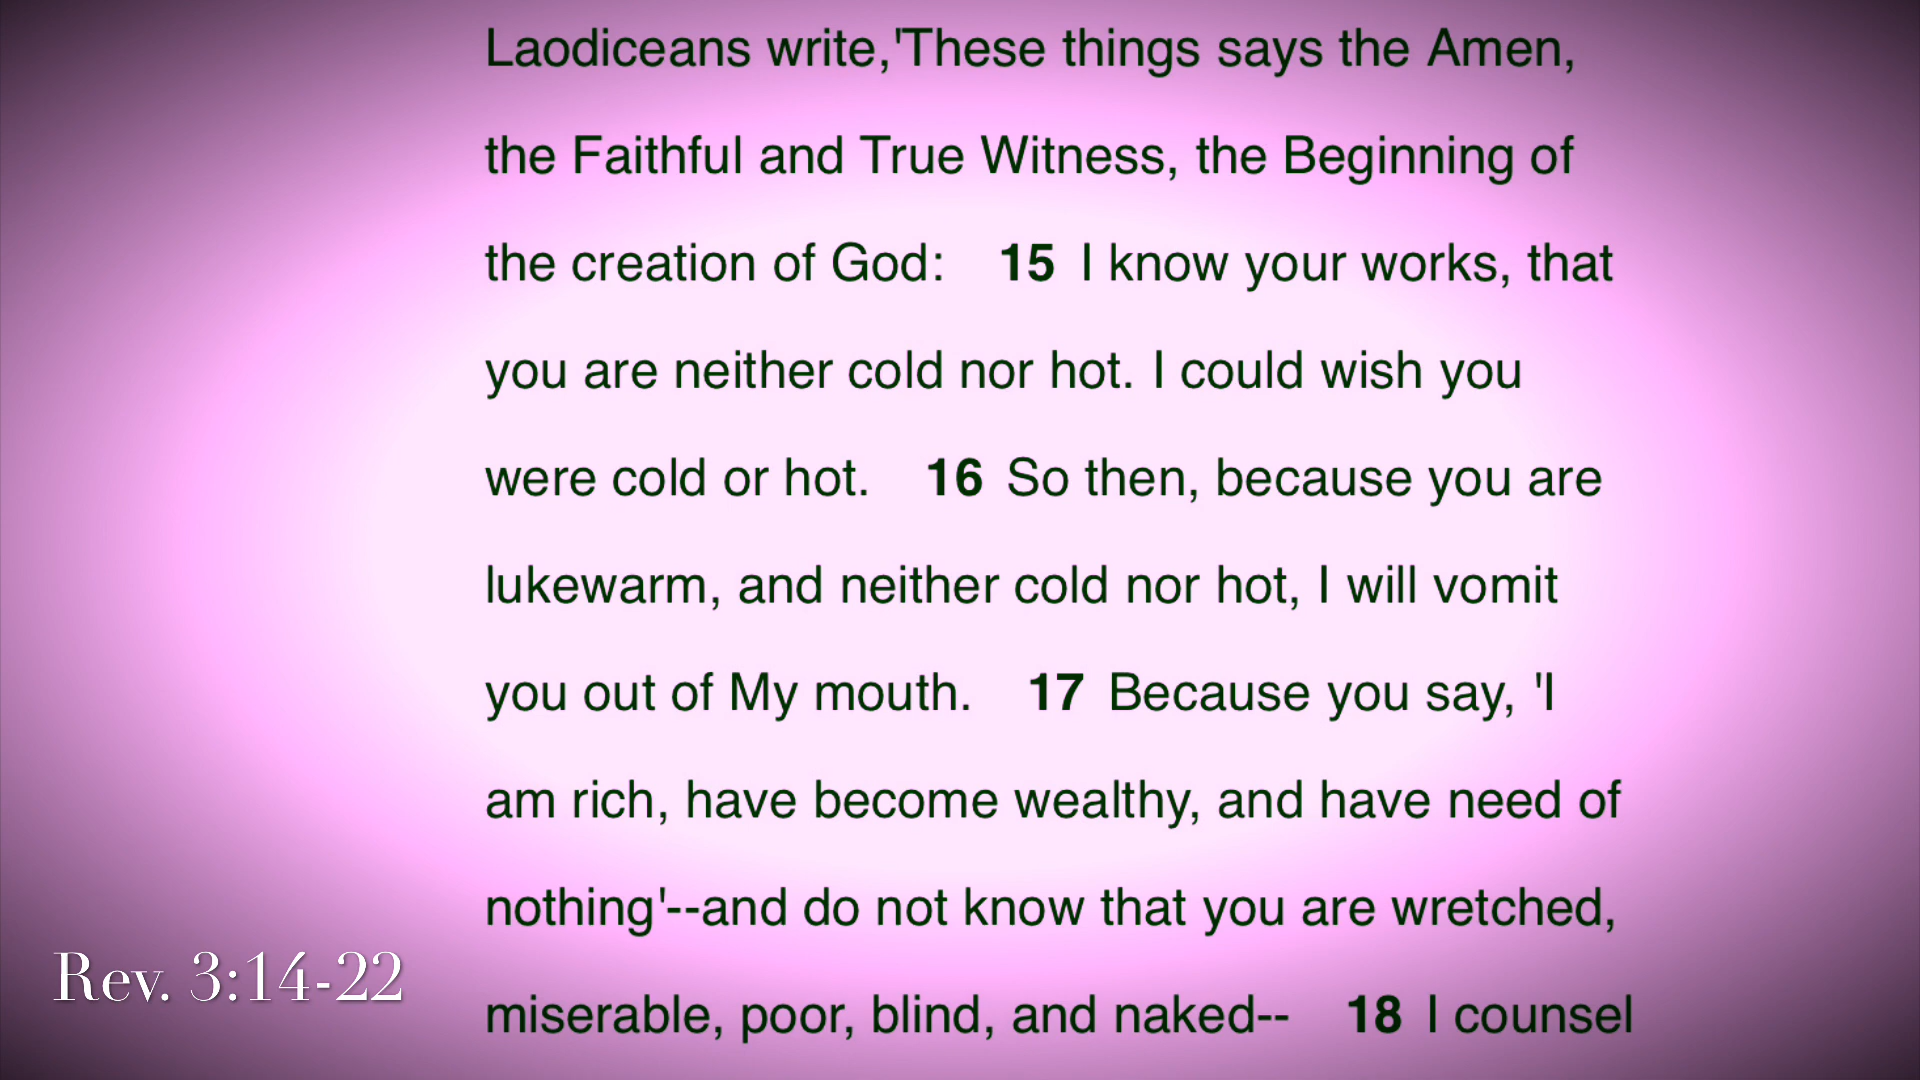 Laodiceans write,'These things says the Amen,
the Faithful and True Witness, the Beginning of
the creation of God: 15 I know your works, that
you are neither cold nor hot. I could wish you
were cold or hot. 16 So then, because you are
lukewarm, and neither cold nor hot, I will vomit
you out of My mouth. 17 Because you say, 'I
am rich, have become wealthy, and have need of
nothing'--and do not know that you are wretched,
miserable, poor, blind, and naked-- 18 I counsel
Rev. 3:14-22